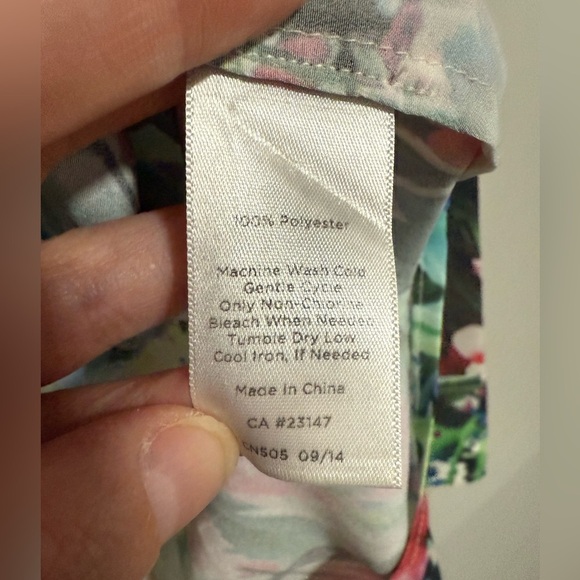 100% Polyester
Machine Wash Cold
Gentle Cycle
Only Non-Chlorine
Bleach When Needed
Tumble Dry Low
Cool Iron, If Needed
Made In China
CA #23147
09/14